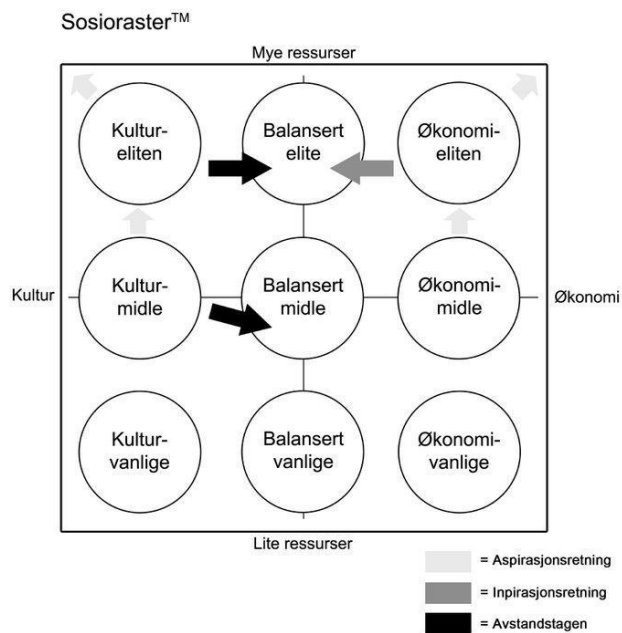 Sosioraster™
Mye ressurser
Kultur-
eliten
Balansert
elite
Økonomi-
eliten
Kultur
Kultur-
midle
Balansert
midle
Økonomi-
midle
Økonomi
Kultur-
vanlige
Balansert
vanlige
Økonomi-
vanlige
Lite ressurser
= Aspirasjonsretning
= Inpirasjonsretning
= Avstandstagen